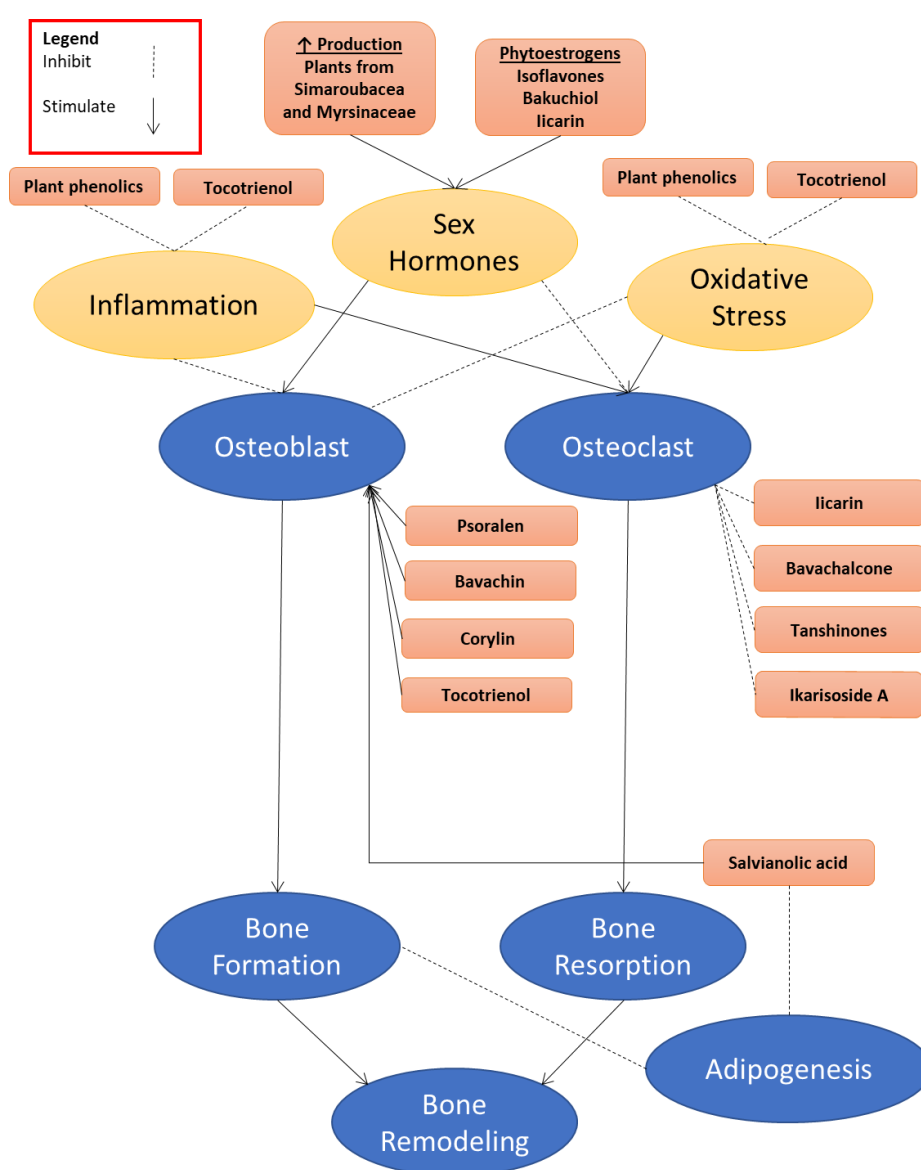 Legend
Inhibit
Stimulate
↑ Production
Plants from
Simaroubacea
and Myrsinaceae
Phytoestrogens
Isoflavones
Bakuchiol
Iicarin
Plant phenolics
Tocotrienol
Plant phenolics
Tocotrienol
Sex
Hormones
Inflammation
Oxidative
Stress
Osteoblast
Osteoclast
Psoralen
Bavachin
Corylin
Tocotrienol
Iicarin
Bavachalcone
Tanshinones
Ikarisoside A
Salvianolic acid
Bone
Formation
Bone
Resorption
Adipogenesis
Bone
Remodeling